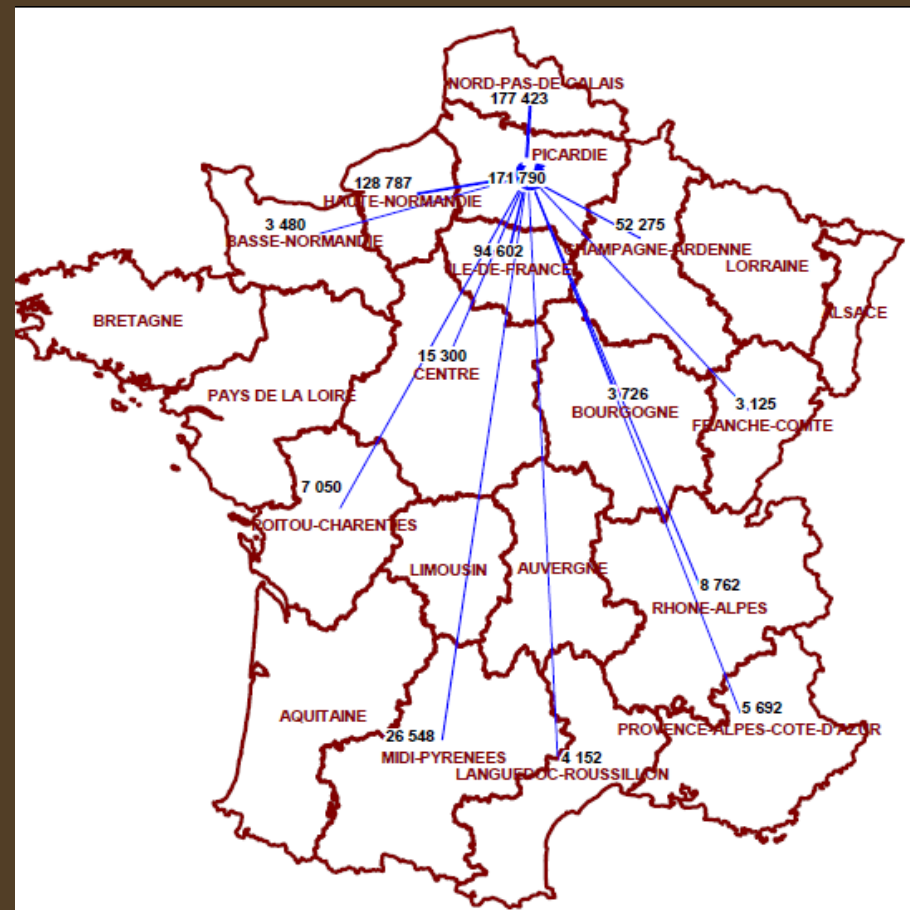 NORD-PAS-DE-CALAIS
177 423
PICARDIE
171 790
128 787
HAUTE-NORMANDIE
3 480
BASSE-NORMANDIE
52 275
CHAMPAGNE-ARDENNE
94 602
ILE-DE-FRANCE
LORRAINE
ALSACE
BRETAGNE
15 300
CENTRE
PAYS DE LA LOIRE
3 726
BOURGOGNE
3 125
FRANCHE-COMTE
7 050
POITOU-CHARENTES
LIMOUSIN
AUVERGNE
8 762
RHONE-ALPES
AQUITAINE
26 548
MIDI-PYRENEES
4 152
LANGUEDOC-ROUSSILLON
5 692
PROVENCE-ALPES-COTE-D'AZUR